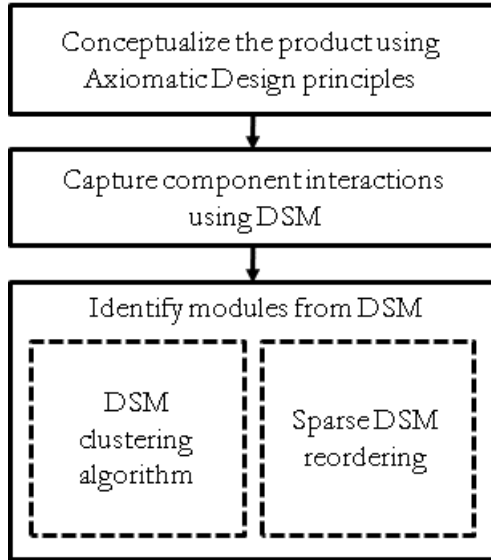 Conceptualize the product using
Axiomatic Design principles
Capture component interactions
using DSM
Identify modules from DSM
DSM
clustering
algorithm
Sparse DSM
reordering